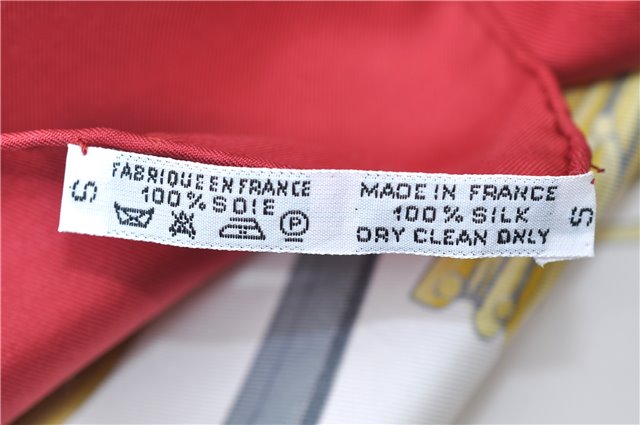 S
FABRIQUE EN FRANCE
100% SOIE
P
MADE IN FRANCE
100% SILK
DRY CLEAN ONLY
S